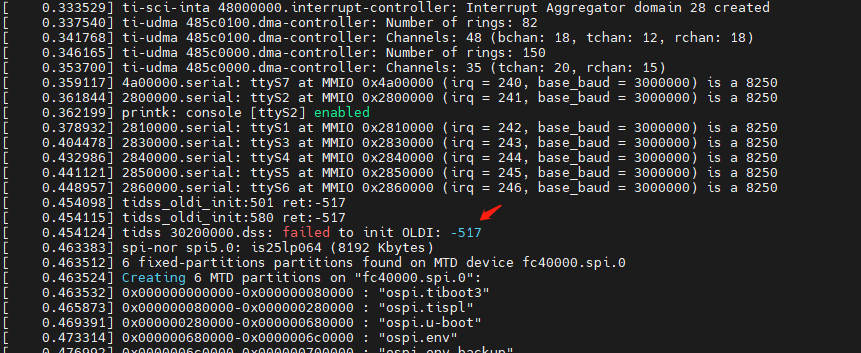 [    0.333529] ti-sci-inta 48000000.interrupt-controller: Interrupt Aggregator domain 28 created
[    0.337540] ti-udma 485c0100.dma-controller: Number of rings: 82
[    0.341768] ti-udma 485c0100.dma-controller: Channels: 48 (bchan: 18, tchan: 12, rchan: 18)
[    0.346165] ti-udma 485c0000.dma-controller: Number of rings: 150
[    0.353700] ti-udma 485c0000.dma-controller: Channels: 35 (tchan: 20, rchan: 15)
[    0.359117] 4a00000.serial: ttyS7 at MMIO 0x4a00000 (irq = 240, base_baud = 3000000) is a 8250
[    0.361844] 2800000.serial: ttyS2 at MMIO 0x2800000 (irq = 241, base_baud = 3000000) is a 8250
[    0.362199] printk: console [ttyS2] enabled
[    0.378932] 2810000.serial: ttyS1 at MMIO 0x2810000 (irq = 242, base_baud = 3000000) is a 8250
[    0.404478] 2830000.serial: ttyS3 at MMIO 0x2830000 (irq = 243, base_baud = 3000000) is a 8250
[    0.432986] 2840000.serial: ttyS4 at MMIO 0x2840000 (irq = 244, base_baud = 3000000) is a 8250
[    0.441121] 2850000.serial: ttyS5 at MMIO 0x2850000 (irq = 245, base_baud = 3000000) is a 8250
[    0.448957] 2860000.serial: ttyS6 at MMIO 0x2860000 (irq = 246, base_baud = 3000000) is a 8250
[    0.454098] tidss_oldi_init:501 ret:-517
[    0.454115] tidss_oldi_init:580 ret:-517
[    0.454124] tidss 30200000.dss: failed to init OLDI: -517
[    0.463383] spi-nor spi5.0: is25lp064 (8192 Kbytes)
[    0.463512] 6 fixed-partitions partitions found on MTD device fc40000.spi.0
[    0.463524] Creating 6 MTD partitions on "fc40000.spi.0":
[    0.463532] 0x000000000000-0x000000080000 : "ospi.tiboot3"
[    0.465873] 0x000000080000-0x000000280000 : "ospi.tispl"
[    0.469391] 0x000000280000-0x000000680000 : "ospi.u-boot"
[    0.473314] 0x000000680000-0x0000006c0000 : "ospi.env"
[    0.476992] 0x0000006c0000-0x000000700000 : "ospi.env.backup"